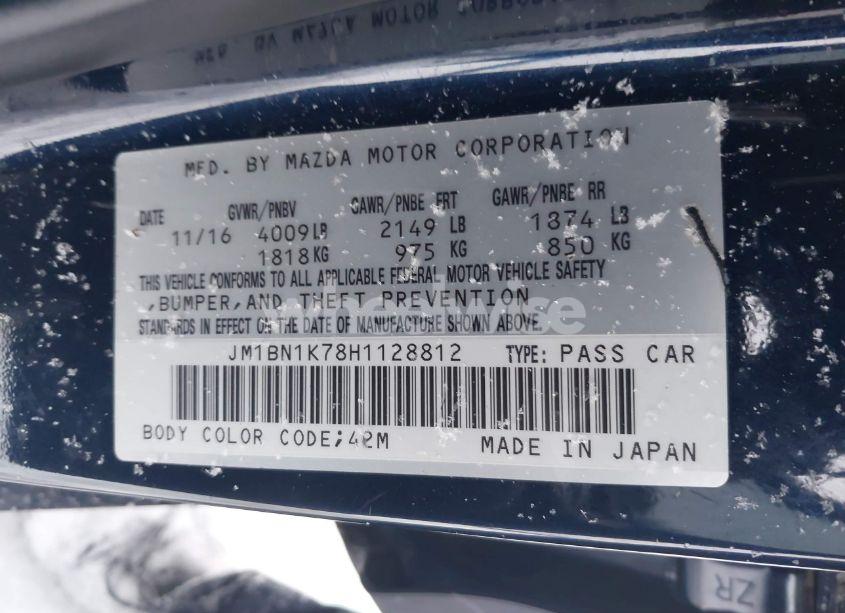 MFD. BY MAZDA MOTOR CORPORATION
DATE GVWR/PNBV GAWR/PNBE FRT GAWR/PNBE RR
11/16 4009LB 2149 LB 1874 LB
1818KG 975 KG 850 KG
THIS VEHICLE CONFORMS TO ALL APPLICABLE FEDERAL MOTOR VEHICLE SAFETY
,BUMPER,AND THEFT PREVENTION
STANDARDS IN EFFECT ON THE DATE OF MANUFACTURE SHOWN ABOVE.
JM1BN1K78H1128812 TYPE: PASS CAR
BODY COLOR CODE;42M MADE IN JAPAN
ZR